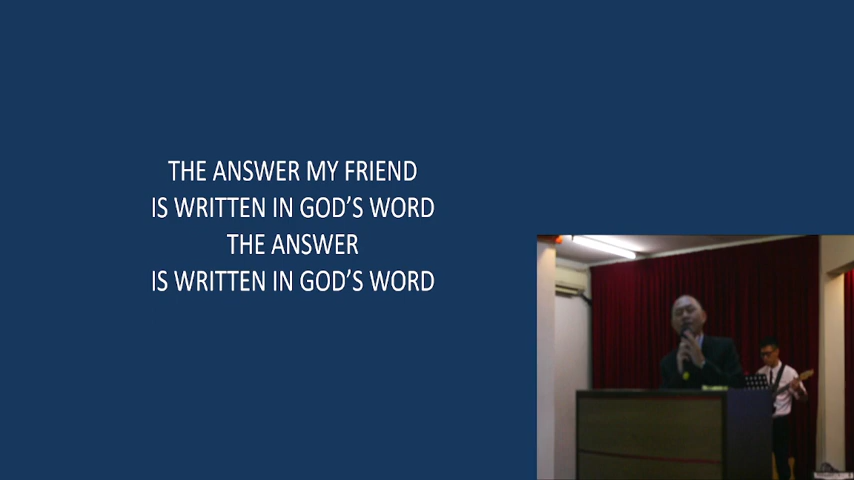 THE ANSWER MY FRIEND
IS WRITTEN IN GOD’S WORD
THE ANSWER
IS WRITTEN IN GOD’S WORD